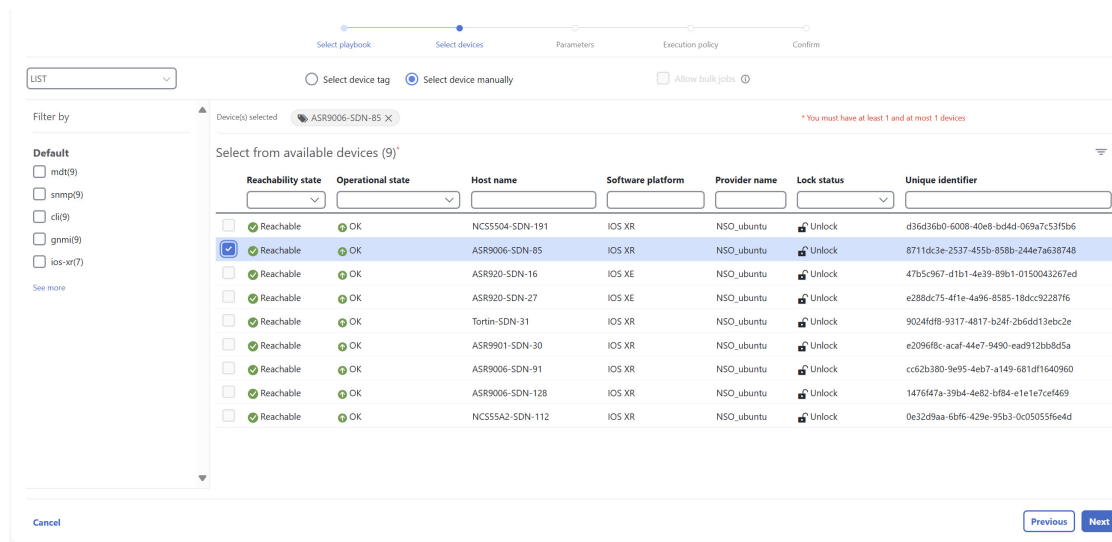 Select playbook Select devices Parameters Execution policy Confirm
LIST Select device tag Select device manually Allow bulk jobs
Filter by
Device(s) selected ASR9006-SDN-85 * You must have at least 1 and at most 1 devices
Default
mdt(9)
snmp(9)
cli(9)
gnmi(9)
ios-xr(7)
See more
Select from available devices (9)*
Reachability state Operational state Host name Software platform Provider name Lock status Unique identifier
Reachable OK NCS5504-SDN-191 IOS XR NSO_ubuntu Unlock d36d36b0-6008-40e8-bd4d-069a7c53f5b6
Reachable OK ASR9006-SDN-85 IOS XR NSO_ubuntu Unlock 8711dc3e-2537-455b-858b-244e7a638748
Reachable OK ASR920-SDN-16 IOS XE NSO_ubuntu Unlock 47b5c967-d1b1-4e39-89b1-0150043267ed
Reachable OK ASR920-SDN-27 IOS XE NSO_ubuntu Unlock e288dc75-4f1e-4a96-8585-18dcc92287f6
Reachable OK Tortin-SDN-31 IOS XR NSO_ubuntu Unlock 9024fdf8-9317-4817-b24f-2b6dd13ebc2e
Reachable OK ASR9901-SDN-30 IOS XR NSO_ubuntu Unlock e2096f8c-acaf-44e7-9490-ead912bb8d5a
Reachable OK ASR9006-SDN-91 IOS XR NSO_ubuntu Unlock cc62b380-9e95-4eb7-a149-681df1640960
Reachable OK ASR9006-SDN-128 IOS XR NSO_ubuntu Unlock 1476f47a-39b4-4e82-bf84-e1e1e7cef469
Reachable OK NCS55A2-SDN-112 IOS XR NSO_ubuntu Unlock 0e32d9aa-6bf6-429e-95b3-0c05055f6e4d
Cancel Previous Next